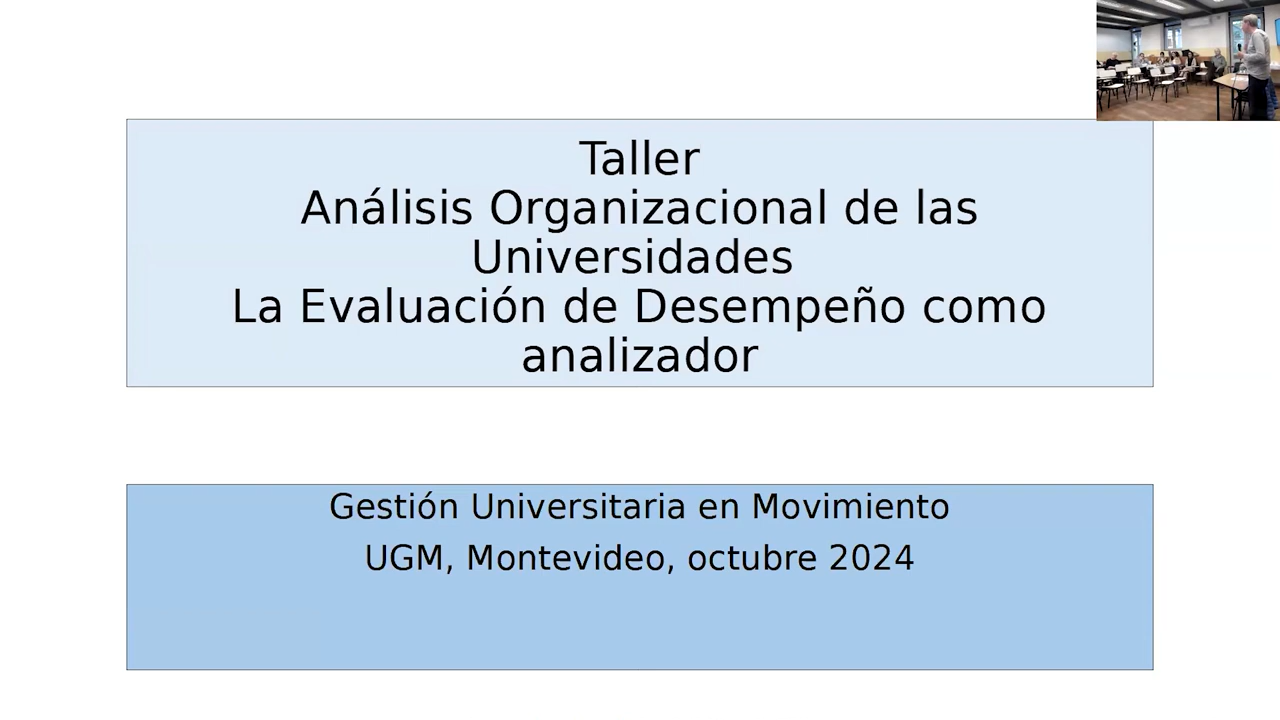 Taller
Análisis Organizacional de las
Universidades
La Evaluación de Desempeño como
analizador
Gestión Universitaria en Movimiento
UGM, Montevideo, octubre 2024